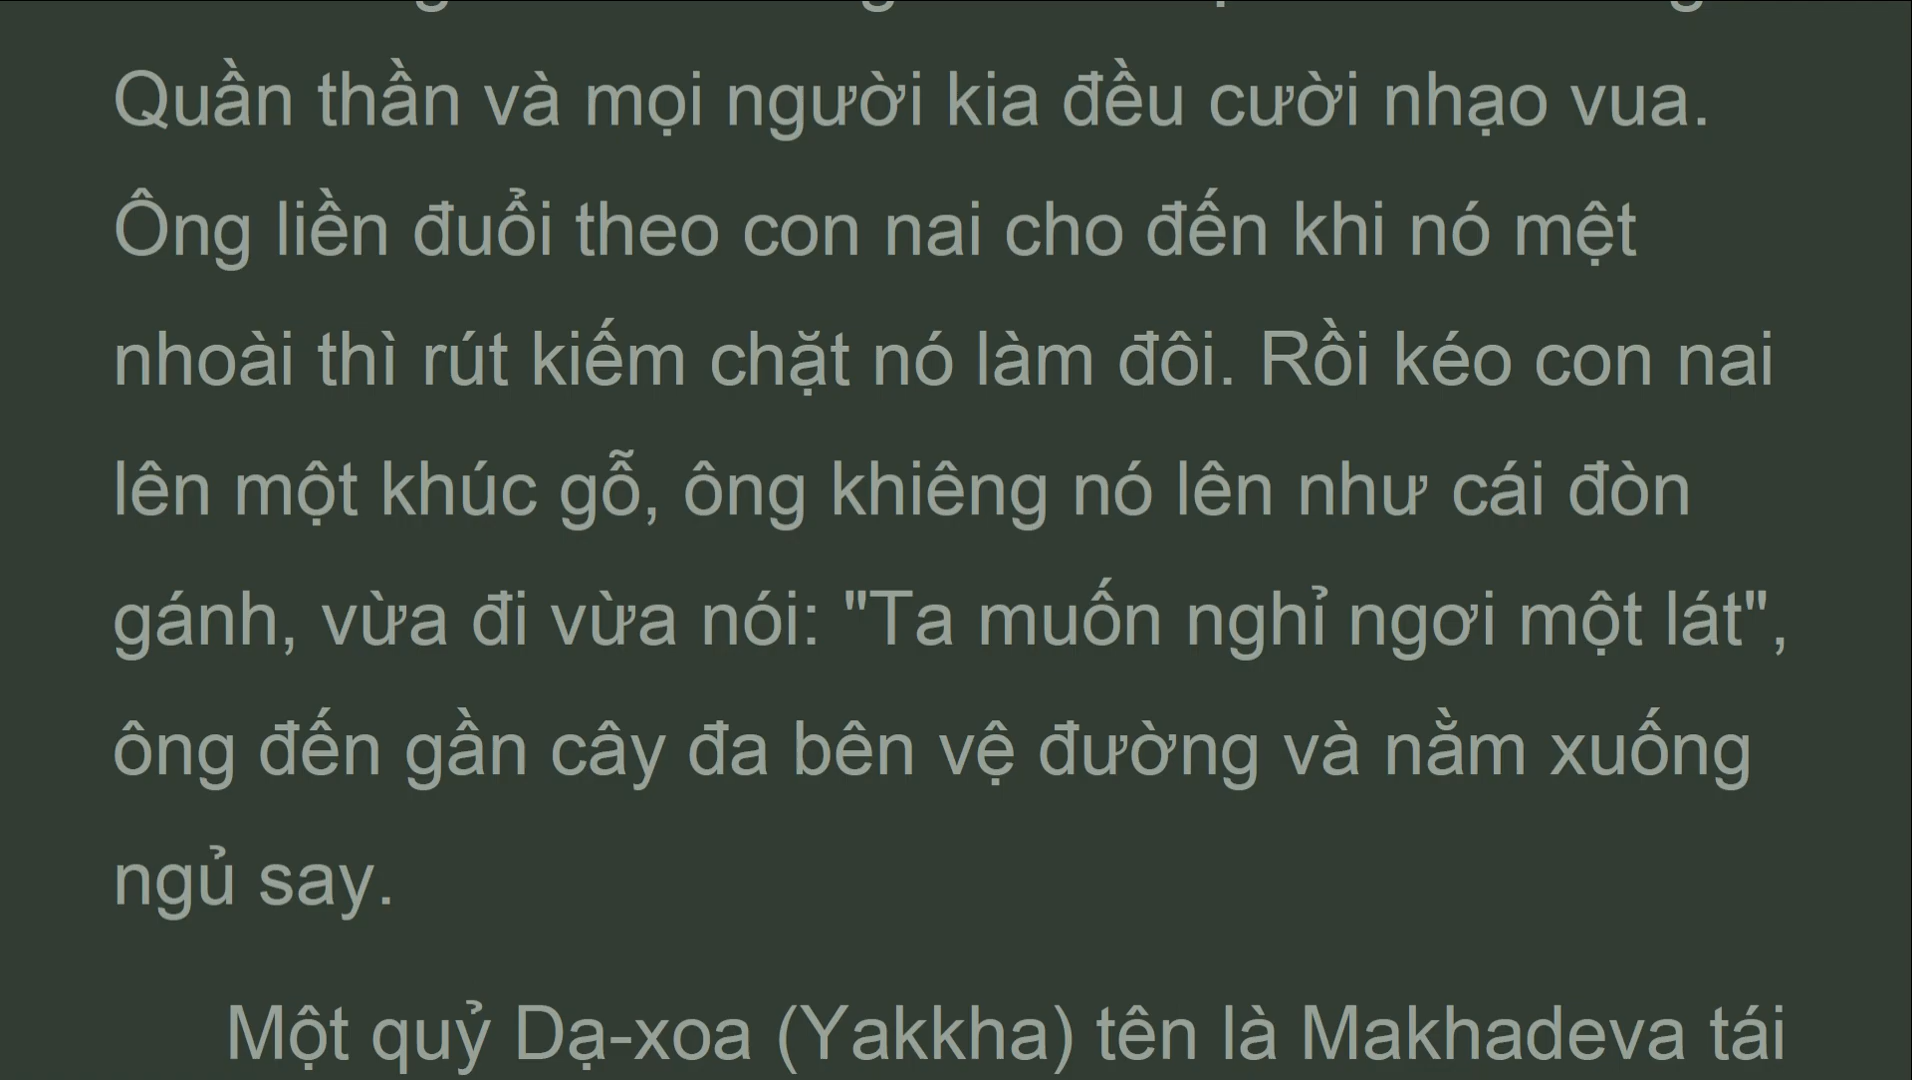 Quần thần và mọi người kia đều cười nhạo vua.
Ông liền đuổi theo con nai cho đến khi nó mệt
nhoài thì rút kiếm chặt nó làm đôi. Rồi kéo con nai
lên một khúc gỗ, ông khiêng nó lên như cái đòn
gánh, vừa đi vừa nói: "Ta muốn nghỉ ngơi một lát",
ông đến gần cây đa bên vệ đường và nằm xuống
ngủ say.
Một quỷ Dạ-xoa (Yakkha) tên là Makhadeva tái